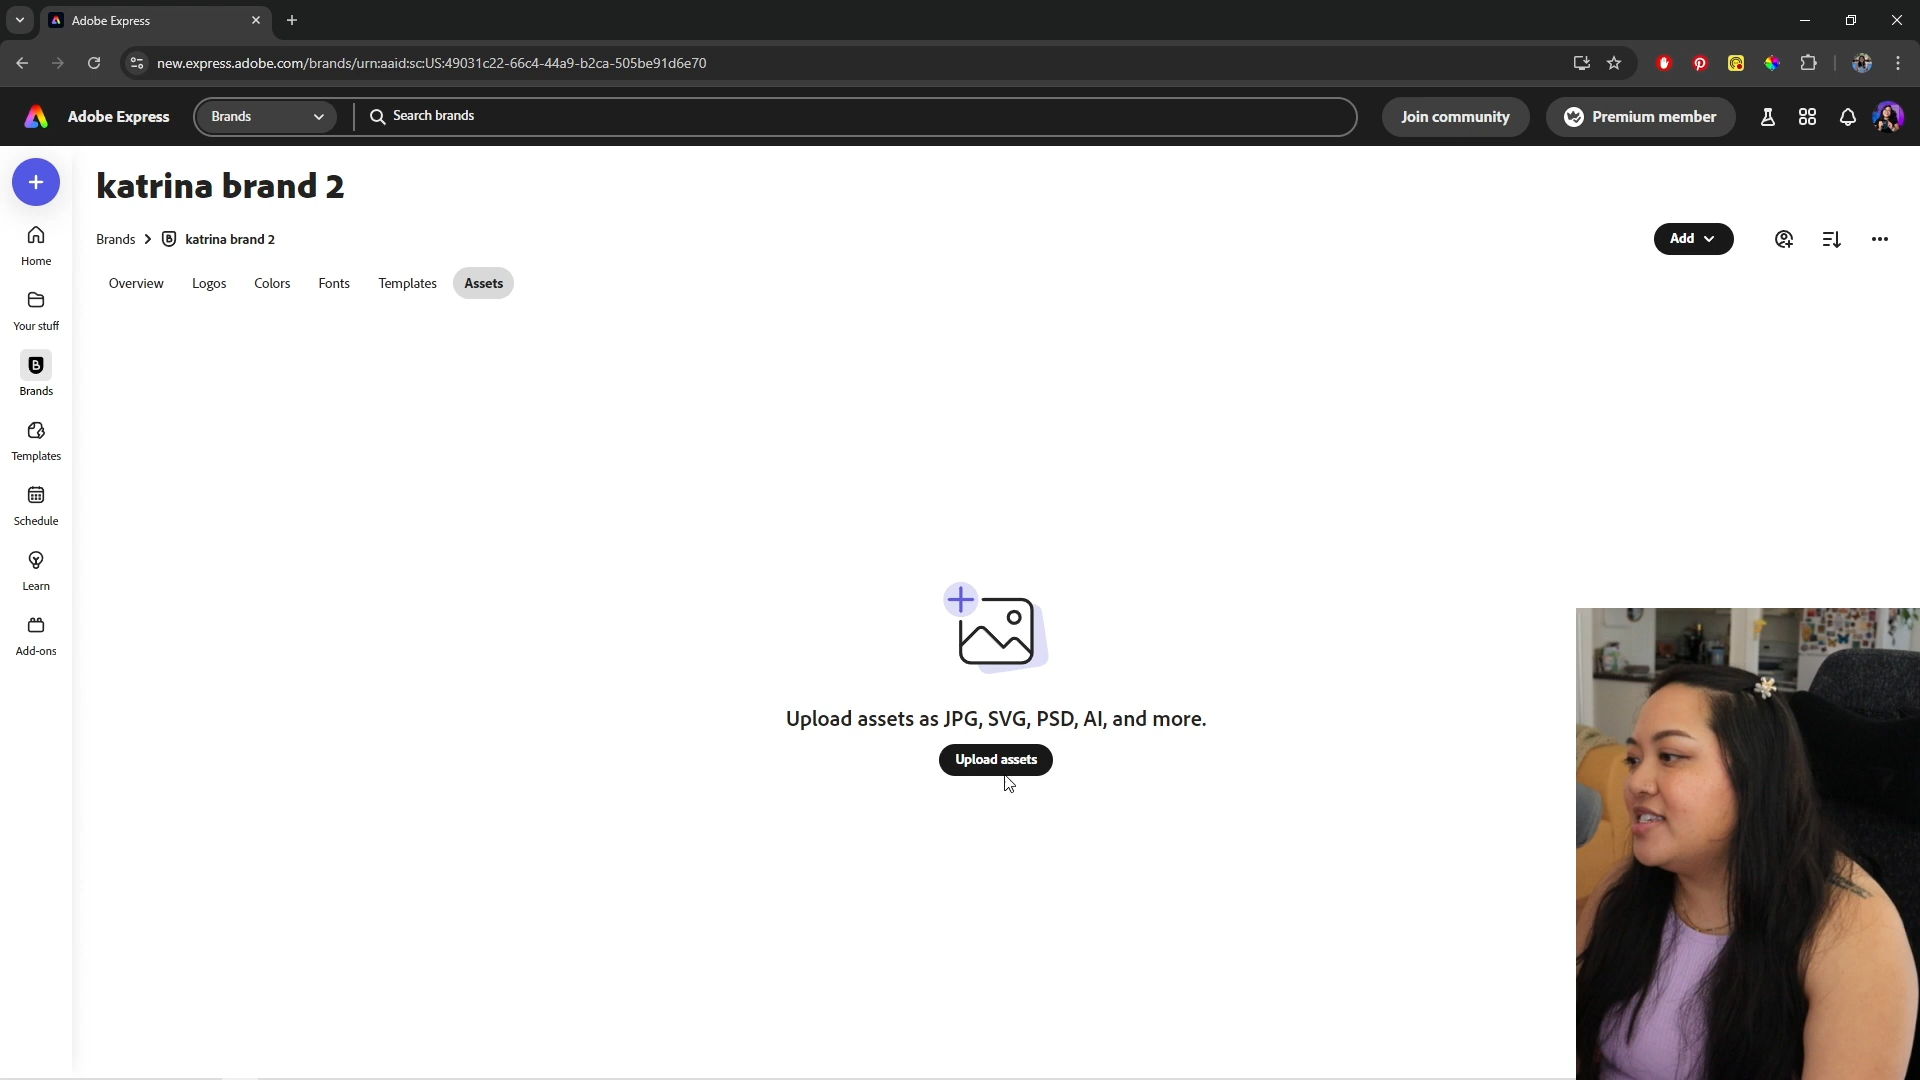 Adobe Express
new.express.adobe.com/brands/urn:aaid:sc:US:49031c22-66c4-44a9-b2ca-505be91d6e70
Adobe Express
Brands
Search brands
Join community
Premium member
katrina brand 2
Brands
katrina brand 2
Add
Overview
Logos
Colors
Fonts
Templates
Assets
Home
Your stuff
Brands
Templates
Schedule
Learn
Add-ons
Upload assets as JPG, SVG, PSD, AI, and more.
Upload assets